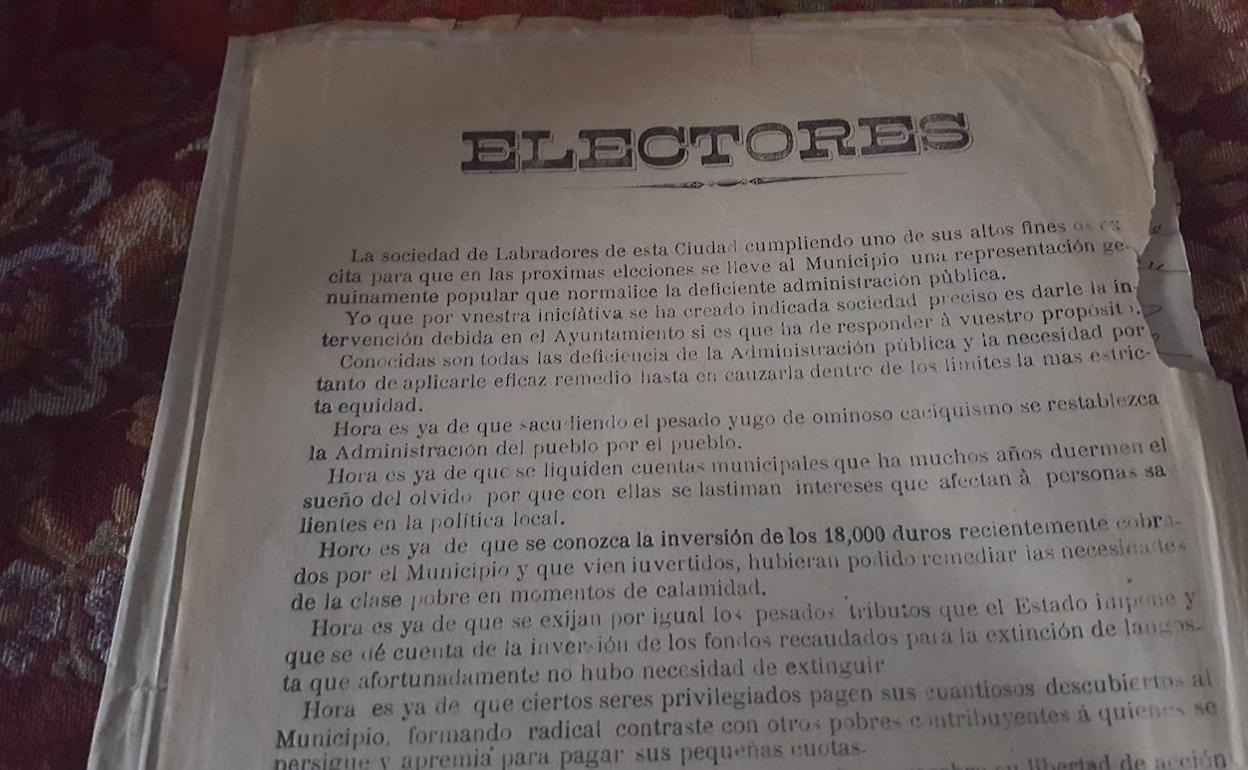 ELECTORES
La sociedad de Labradores de esta Ciudad cumpliendo uno de sus altos fines os ex
cita para que en las proximas elcciones se lleve al Municipio una representación ge-
nuinamente popular que normalice la deficiente administración pùblica.
Yo que por vnestra iniciàtiva se ha creado indicada sociedad preciso es darle la in-
tervención debida en el Ayuntamiento si es que ha de responder à vuestro propòsito.
Conocidas son todas las deficiencia de la Administración pública y la necesidad por
tanto de aplicarle eficaz remedio hasta en cauzarla dentro de los limites la mas estric-
ta equidad.
Hora es ya de que sacudiendo el pesado yugo de ominoso caciquismo se restablezca
la Administración del pueblo por el pueblo.
Hora es ya de que se liquiden cuentas municipales que ha muchos años duermen el
sueño del olvido por que con ellas se lastiman intereses que afectan à personas sa
lientes en la política local.
Horo es ya de que se conozca la inversión de los 18,000 duros recientemente cobra-
dos por el Municipio y que vien iuvertidos, hubieran podido remediar ias necesidades
de la clase pobre en momentos de calamidad.
Hora es ya de que se exijan por igual los pesados tributos que el Estado impone y
que se dé cuenta de la inversión de los fondos recaudados para la extinción de langos-
ta que afortunadamente no hubo necesidad de extinguir
Hora es ya de que ciertos seres privilegiados pagen sus cuantiosos descubiertos al
Municipio, formando radical contraste con otros pobres contribuyentes á quienes se
persigue y apremia para pagar sus pequeñas cuotas.
su libertad de acción